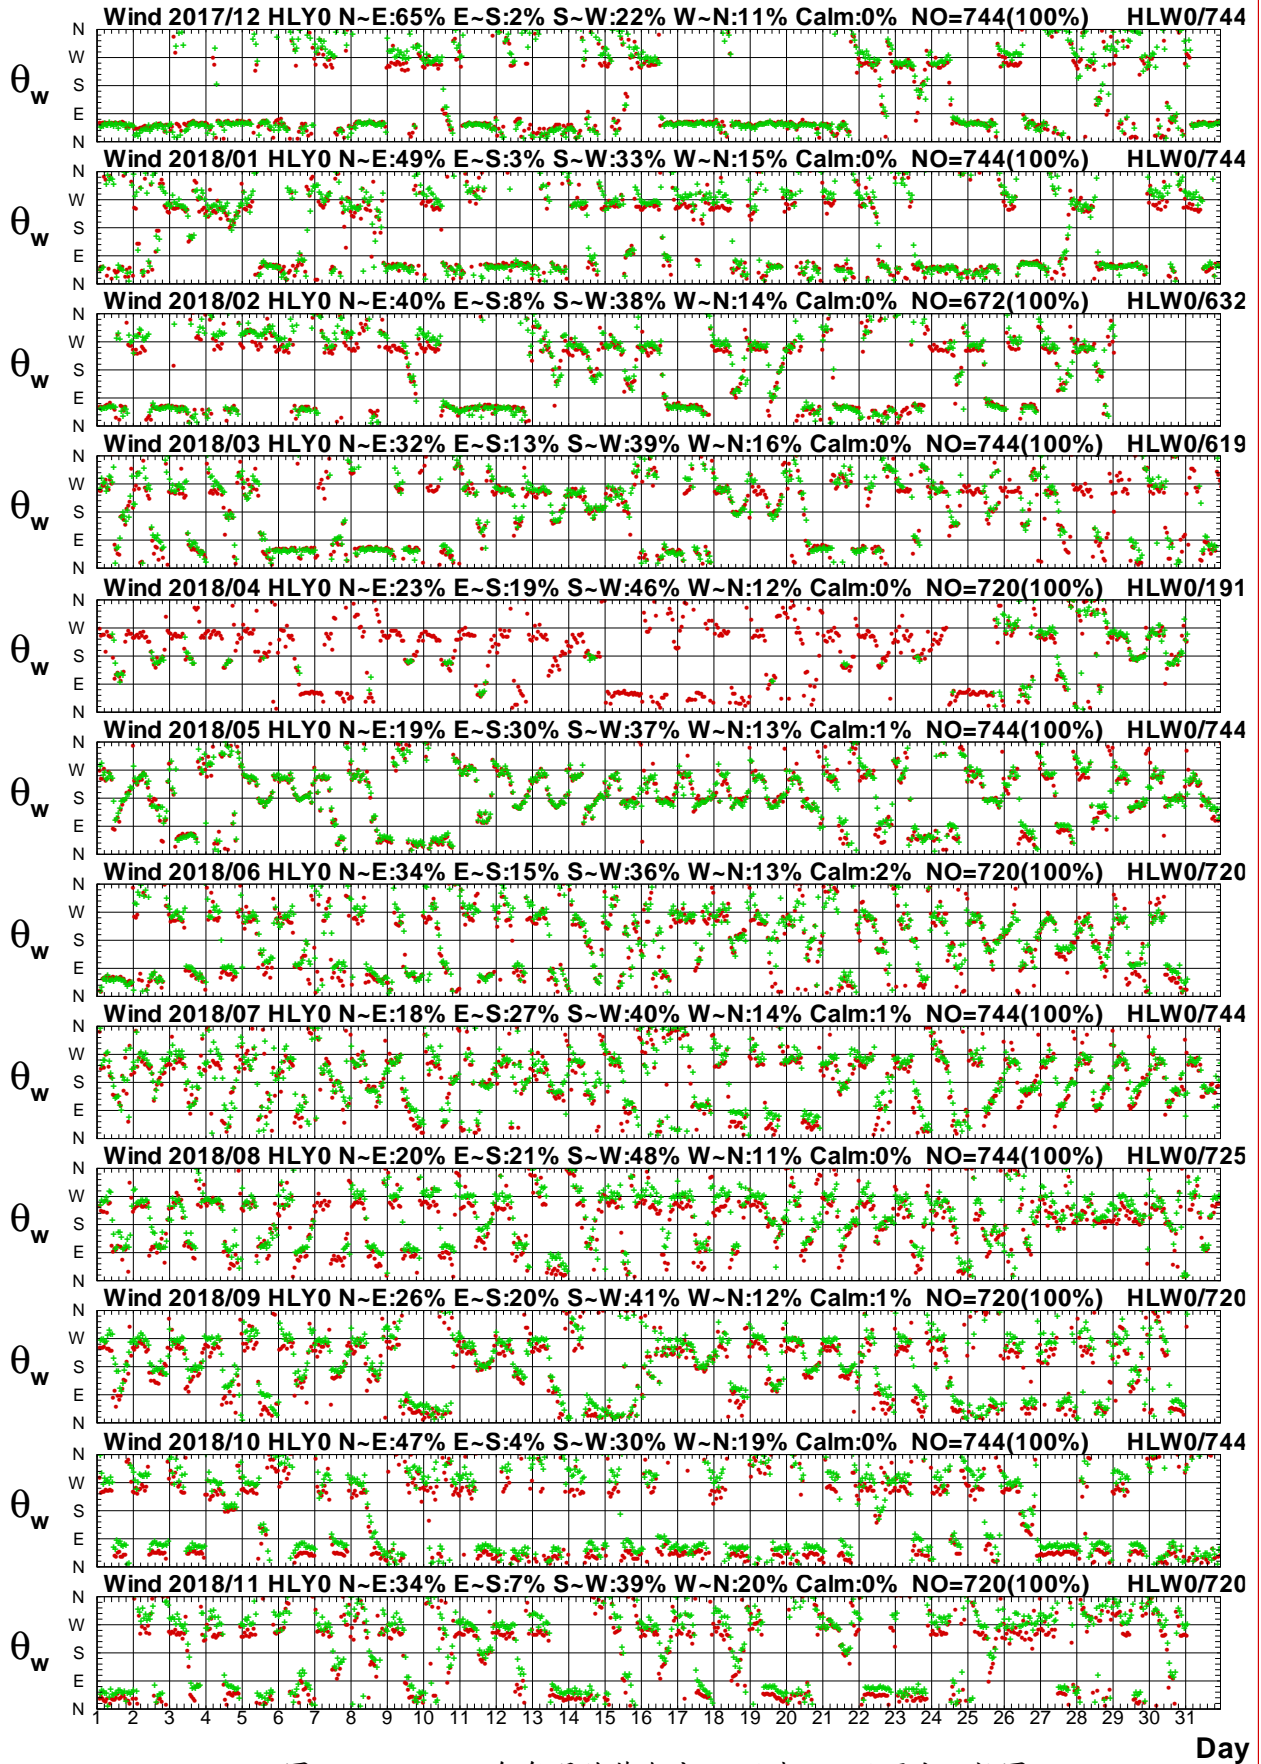 Wind 2017/12 HLY0 N~E:65% E~S:2% S~W:22% W~N:11% Calm:0% NO=744(100%) HLW0/744
N
W
S
E
N
θw
Wind 2018/01 HLY0 N~E:49% E~S:3% S~W:33% W~N:15% Calm:0% NO=744(100%) HLW0/744
N
W
S
E
N
θw
Wind 2018/02 HLY0 N~E:40% E~S:8% S~W:38% W~N:14% Calm:0% NO=672(100%) HLW0/632
N
W
S
E
N
θw
Wind 2018/03 HLY0 N~E:32% E~S:13% S~W:39% W~N:16% Calm:0% NO=744(100%) HLW0/619
N
W
S
E
N
θw
Wind 2018/04 HLY0 N~E:23% E~S:19% S~W:46% W~N:12% Calm:0% NO=720(100%) HLW0/191
N
W
S
E
N
θw
Wind 2018/05 HLY0 N~E:19% E~S:30% S~W:37% W~N:13% Calm:1% NO=744(100%) HLW0/744
N
W
S
E
N
θw
Wind 2018/06 HLY0 N~E:34% E~S:15% S~W:36% W~N:13% Calm:2% NO=720(100%) HLW0/720
N
W
S
E
N
θw
Wind 2018/07 HLY0 N~E:18% E~S:27% S~W:40% W~N:14% Calm:1% NO=744(100%) HLW0/744
N
W
S
E
N
θw
Wind 2018/08 HLY0 N~E:20% E~S:21% S~W:48% W~N:11% Calm:0% NO=744(100%) HLW0/725
N
W
S
E
N
θw
Wind 2018/09 HLY0 N~E:26% E~S:20% S~W:41% W~N:12% Calm:1% NO=720(100%) HLW0/720
N
W
S
E
N
θw
Wind 2018/10 HLY0 N~E:47% E~S:4% S~W:30% W~N:19% Calm:0% NO=744(100%) HLW0/744
N
W
S
E
N
θw
Wind 2018/11 HLY0 N~E:34% E~S:7% S~W:39% W~N:20% Calm:0% NO=720(100%) HLW0/720
N
W
S
E
N
θw
1 2 3 4 5 6 7 8 9 10 11 12 13 14 15 16 17 18 19 20 21 22 23 24 25 26 27 28 29 30 31
Day